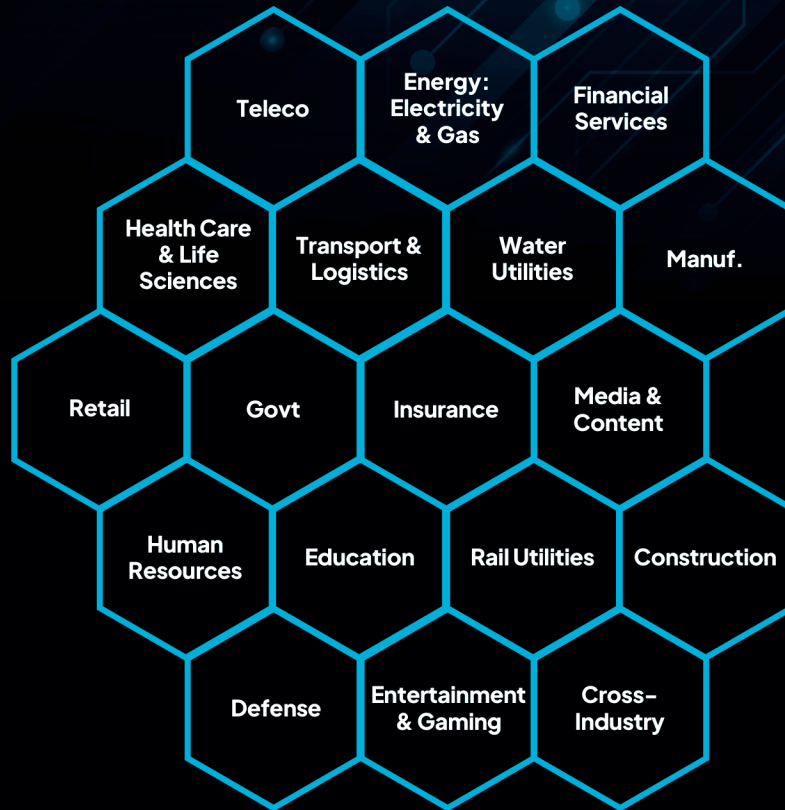 Teleco
Energy:
Electricity
& Gas
Financial
Services
Health Care
& Life
Sciences
Transport &
Logistics
Water
Utilities
Manuf.
Retail
Govt
Insurance
Media &
Content
Human
Resources
Education
Rail Utilities
Construction
Defense
Entertainment
& Gaming
Cross-
Industry